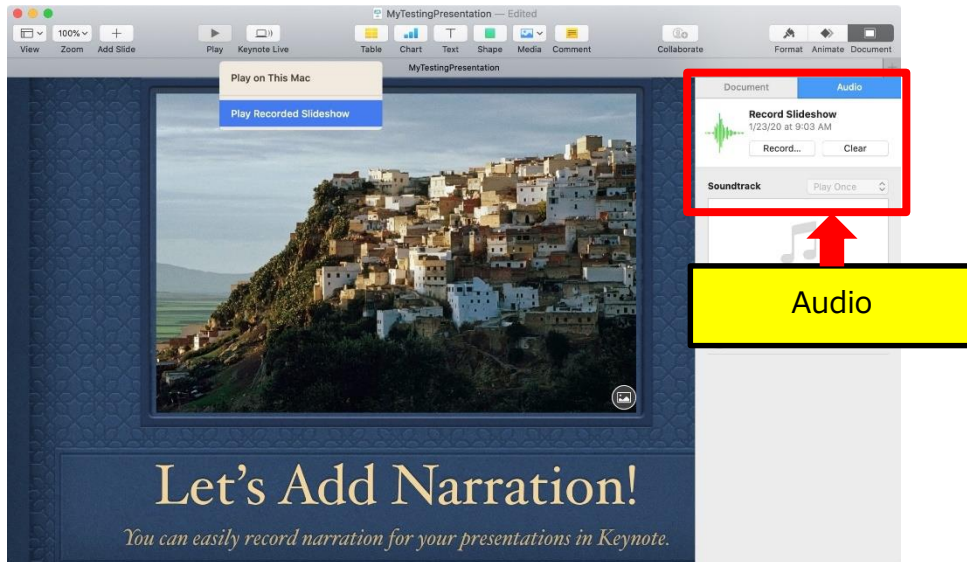 MyTestingPresentation — Edited
100%
View Zoom Add Slide Play Keynote Live Table Chart Text Shape Media Comment Collaborate Format Animate Document
MyTestingPresentation
Play on This Mac
Play Recorded Slideshow
Document Audio
Record Slideshow
1/23/20 at 9:03 AM
Record... Clear
Soundtrack Play Once
Audio
Let's Add Narration!
You can easily record narration for your presentations in Keynote.